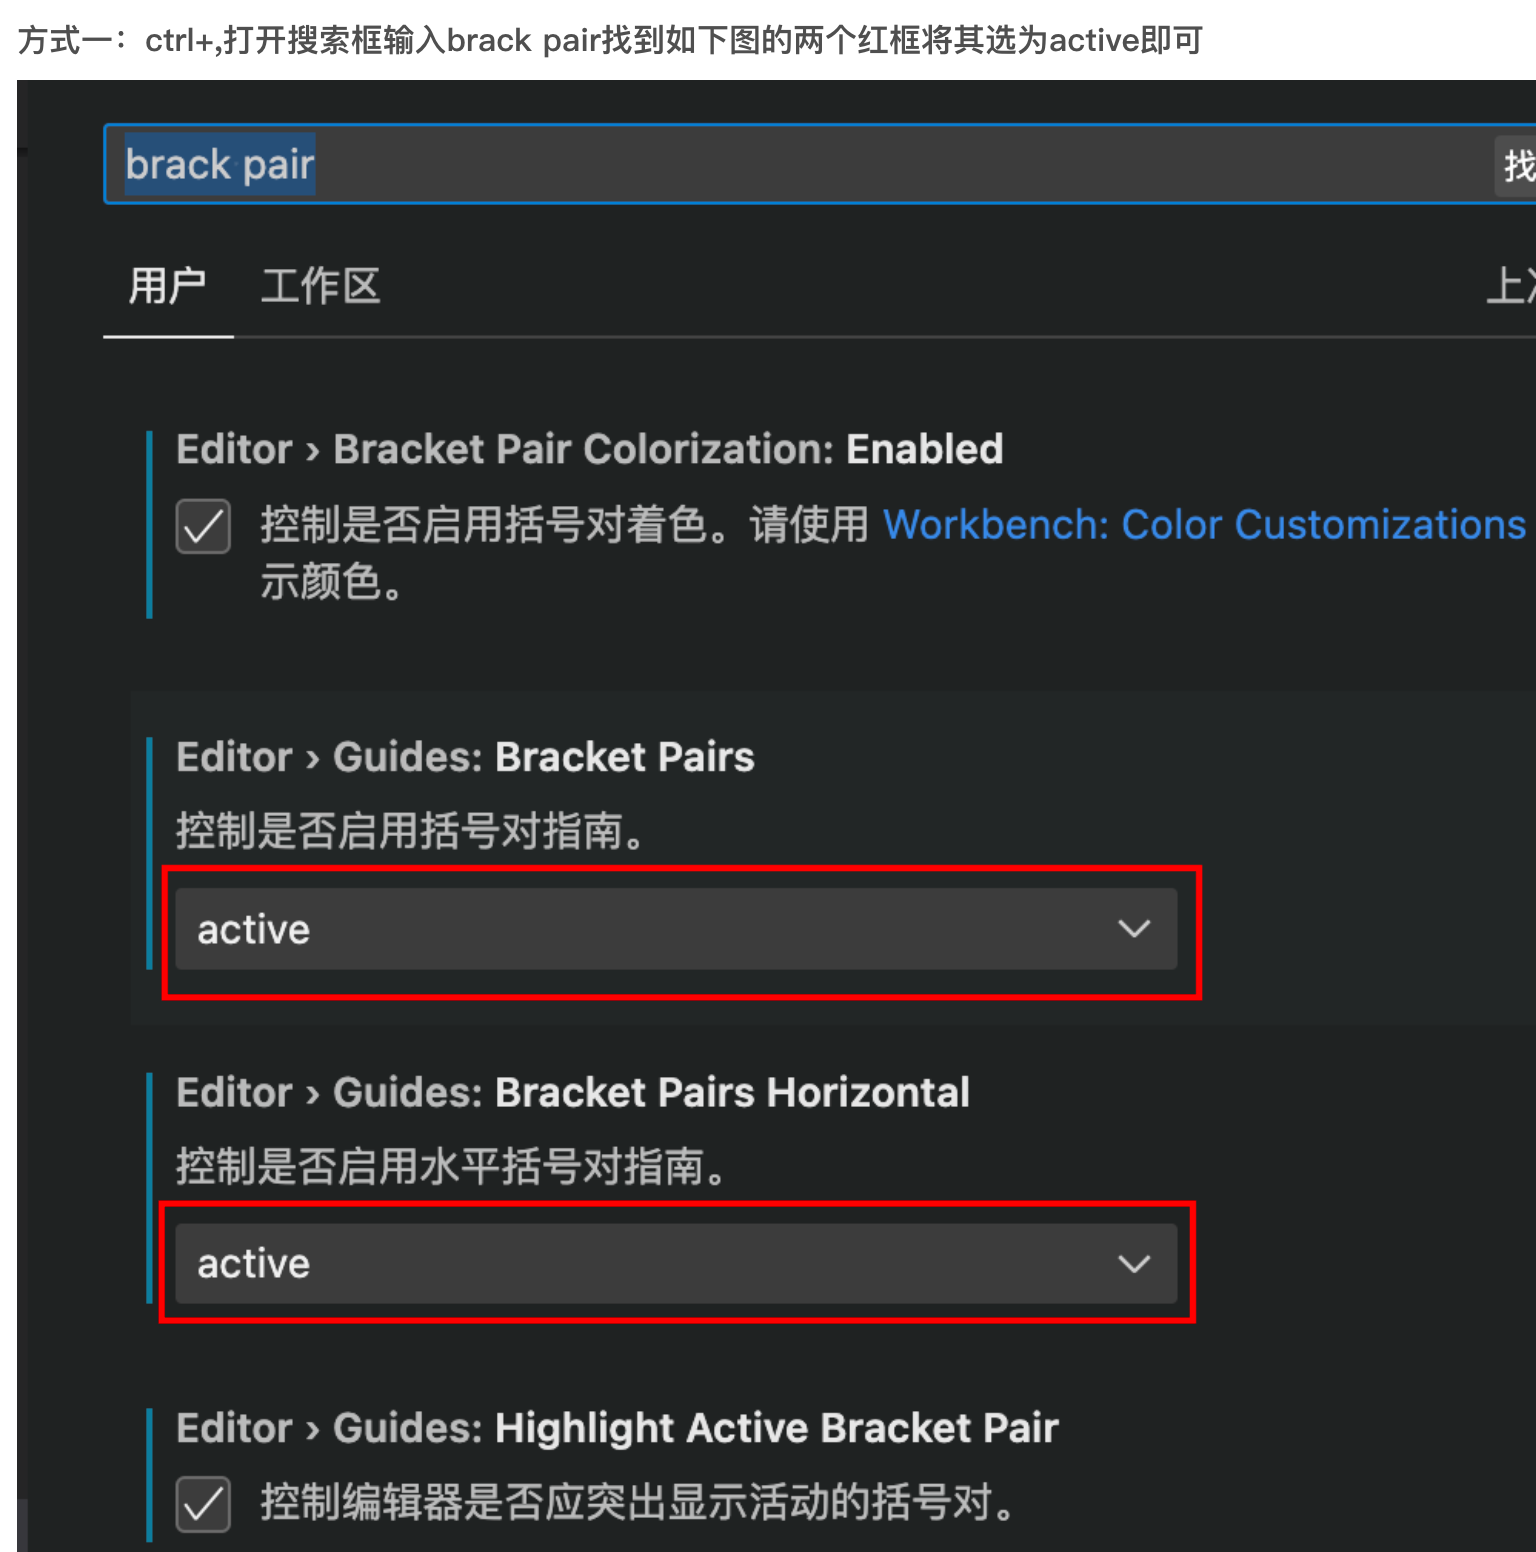 方式一：ctrl+,打开搜索框输入brack pair找到如下图的两个红框将其选为active即可
brack pair
找
用户 工作区
上
Editor › Bracket Pair Colorization: Enabled
控制是否启用括号对着色。请使用 Workbench: Color Customizations
示颜色。
Editor › Guides: Bracket Pairs
控制是否启用括号对指南。
active
Editor › Guides: Bracket Pairs Horizontal
控制是否启用水平括号对指南。
active
Editor › Guides: Highlight Active Bracket Pair
控制编辑器是否应突出显示活动的括号对。